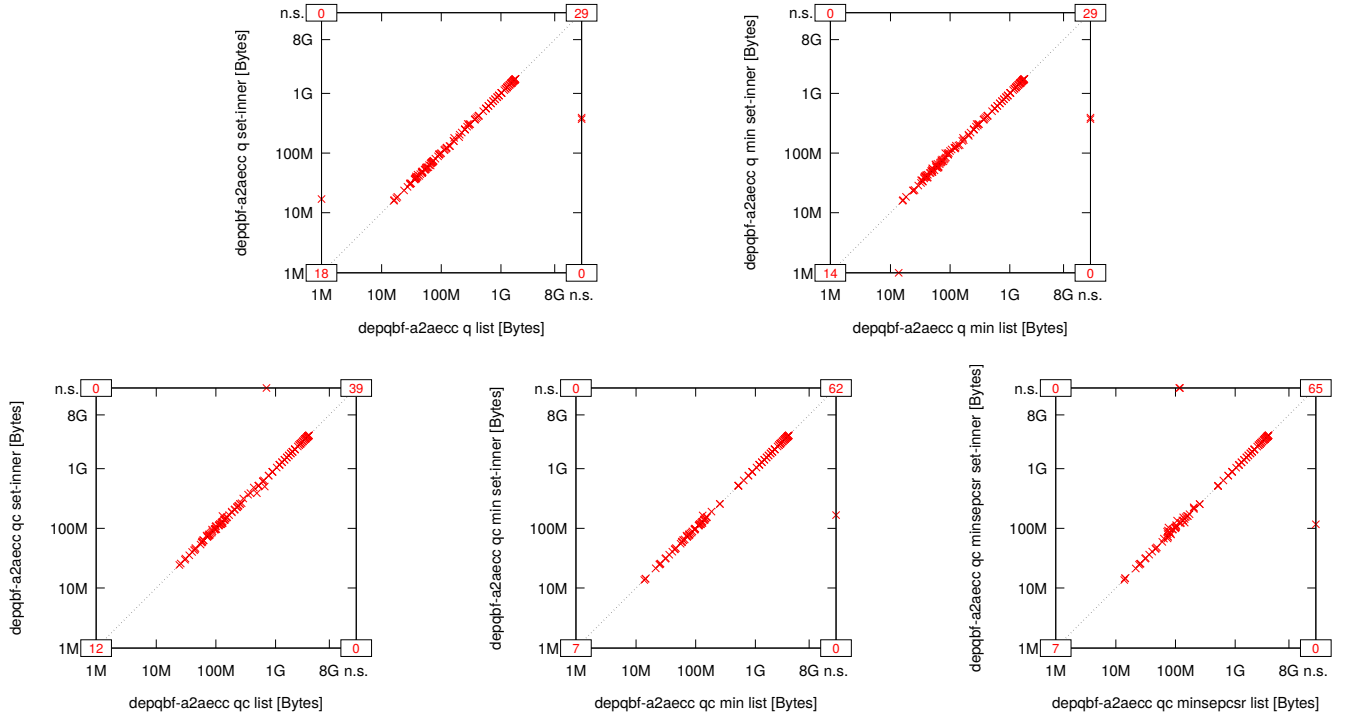 n.s. 0 29
8G
1G
100M
10M
1M 18 0
1M 10M 100M 1G 8G n.s.
depqbf-a2aecc q set-inner [Bytes]
depqbf-a2aecc q list [Bytes]
n.s. 0 29
8G
1G
100M
10M
1M 14 0
1M 10M 100M 1G 8G n.s.
depqbf-a2aecc q min set-inner [Bytes]
depqbf-a2aecc q min list [Bytes]
n.s. 0 39
8G
1G
100M
10M
1M 12 0
1M 10M 100M 1G 8G n.s.
depqbf-a2aecc qc set-inner [Bytes]
depqbf-a2aecc qc list [Bytes]
n.s. 0 62
8G
1G
100M
10M
1M 7 0
1M 10M 100M 1G 8G n.s.
depqbf-a2aecc qc min set-inner [Bytes]
depqbf-a2aecc qc min list [Bytes]
n.s. 0 65
8G
1G
100M
10M
1M 7 0
1M 10M 100M 1G 8G n.s.
depqbf-a2aecc qc minsepcsr set-inner [Bytes]
depqbf-a2aecc qc minsepcsr list [Bytes]